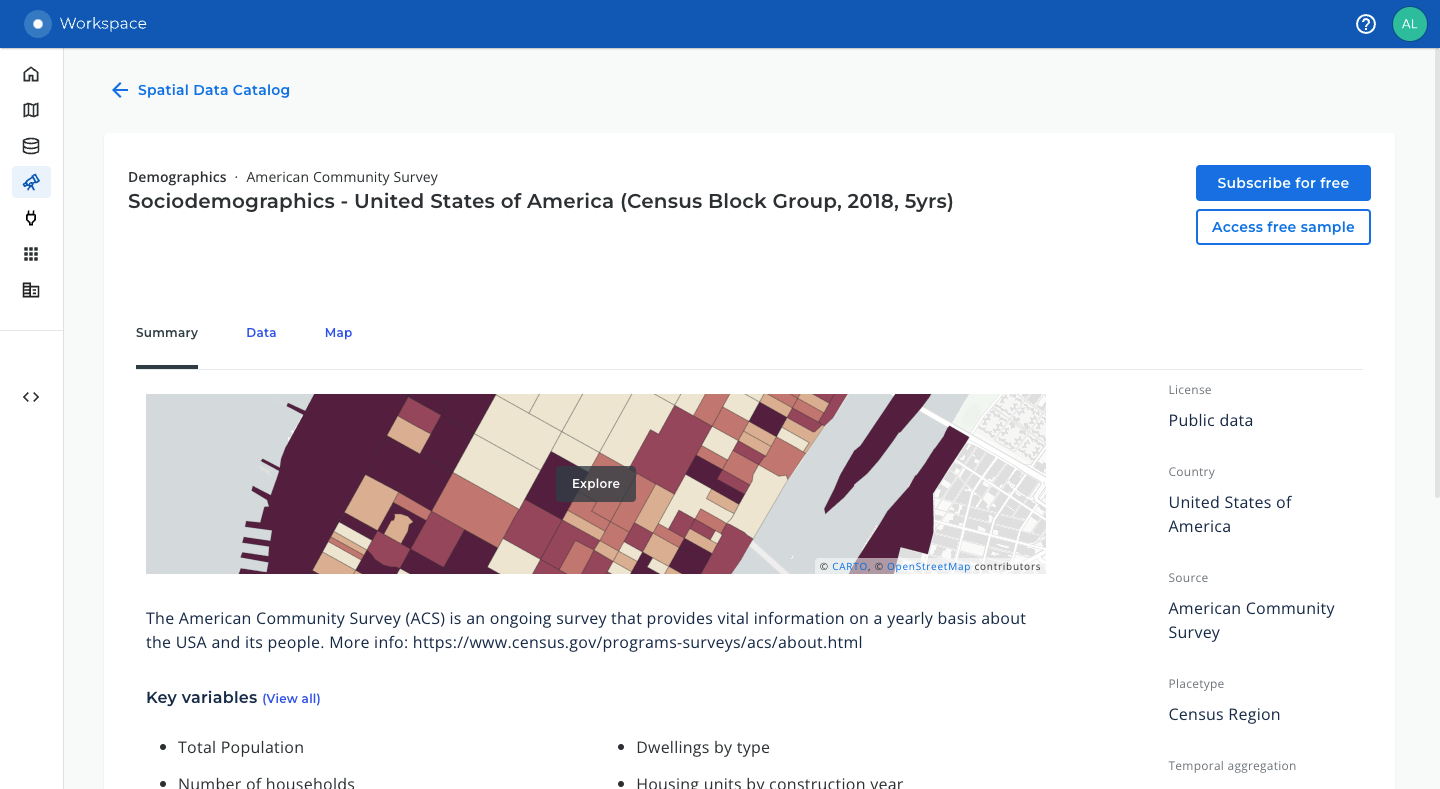 Workspace
AL
Spatial Data Catalog
Demographics · American Community Survey
Sociodemographics - United States of America (Census Block Group, 2018, 5yrs)
Subscribe for free
Access free sample
Summary Data Map
Explore
© CARTO, © OpenStreetMap contributors
The American Community Survey (ACS) is an ongoing survey that provides vital information on a yearly basis about
the USA and its people. More info: https://www.census.gov/programs-surveys/acs/about.html
Key variables (View all)
Total Population
Number of households
Dwellings by type
Housing units by construction year
License
Public data
Country
United States of
America
Source
American Community
Survey
Placetype
Census Region
Temporal aggregation